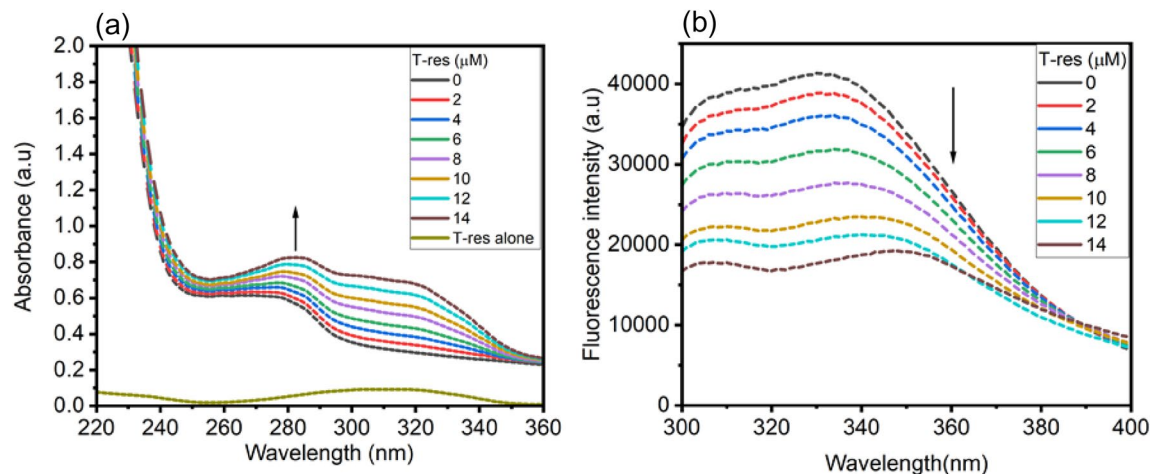 (a)
2.0
1.8
1.6
1.4
1.2
1.0
0.8
0.6
0.4
0.2
0.0
Absorbance (a.u)
220 240 260 280 300 320 340 360
Wavelength (nm)
T-res (μM)
0
2
4
6
8
10
12
14
T-res alone
(b)
40000
30000
20000
10000
0
Fluorescence intensity (a.u)
300 320 340 360 380 400
Wavelength(nm)
T-res (μM)
0
2
4
6
8
10
12
14